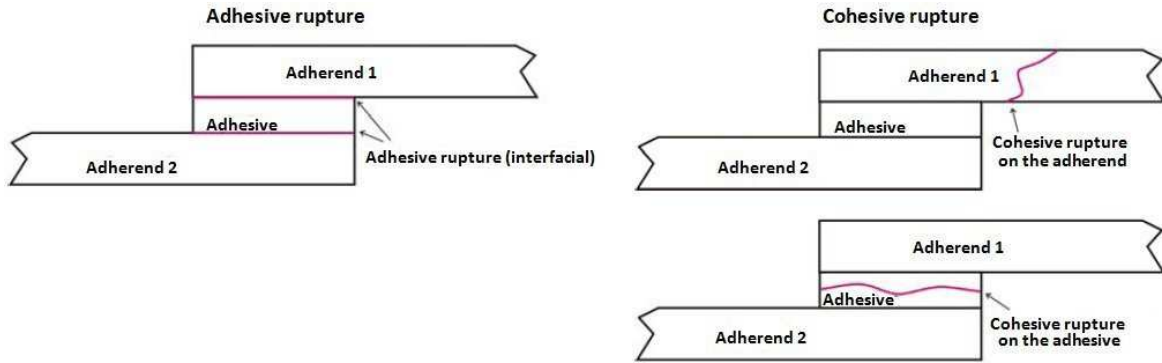 Adhesive rupture
Adherend 1
Adhesive
Adherend 2
Adhesive rupture (interfacial)
Cohesive rupture
Adherend 1
Adhesive
Adherend 2
Cohesive rupture
on the adherend
Adherend 1
Adhesive
Adherend 2
Cohesive rupture
on the adhesive